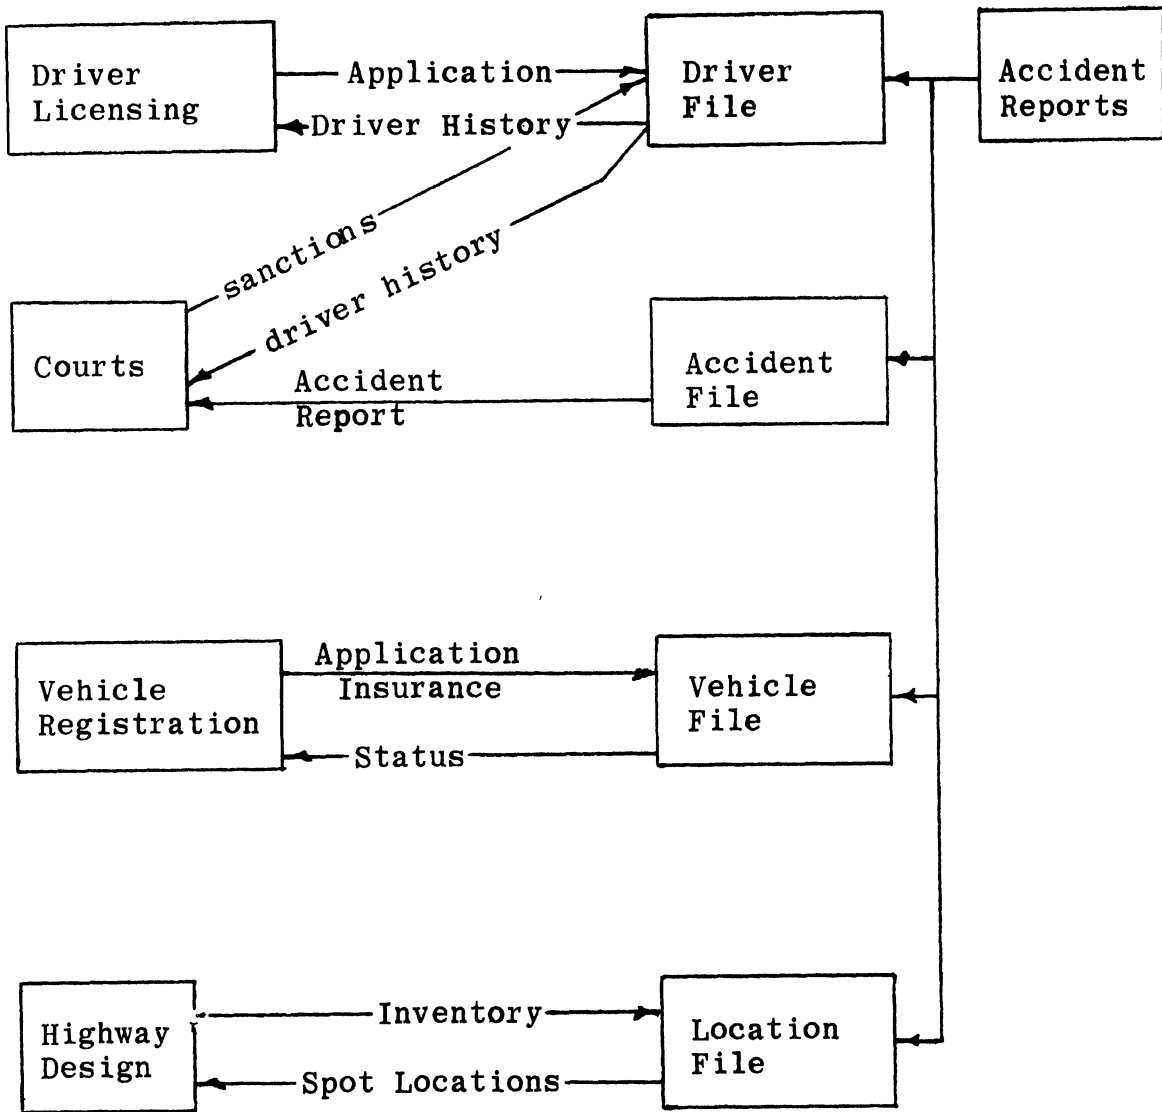 Driver
Licensing
Application
Driver History
Driver
File
Accident
Reports
sanctions
driver history
Courts
Accident
Report
Accident
File
Vehicle
Registration
Application
Insurance
Status
Vehicle
File
Highway
Design
Inventory
Spot Locations
Location
File